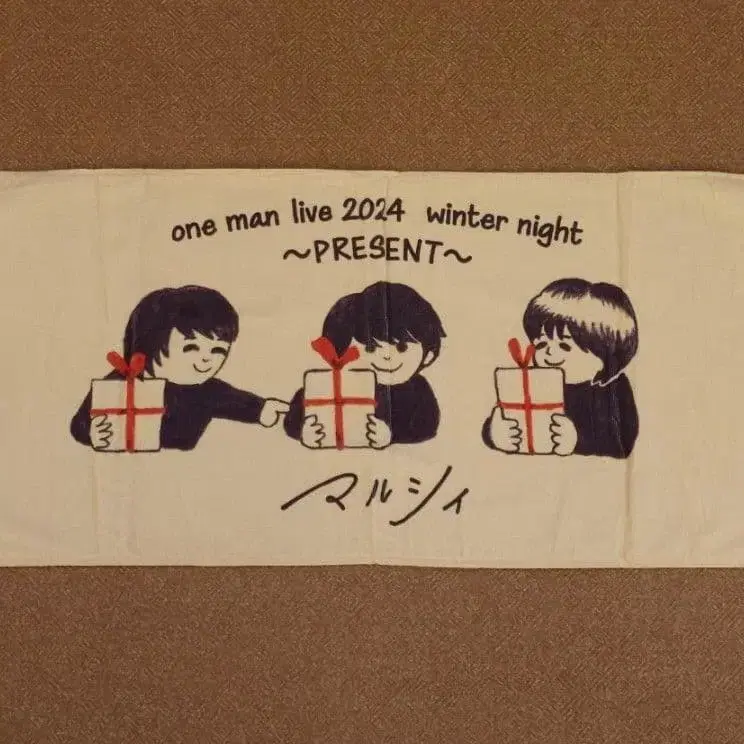 one man live 2024 winter night
～PRESENT～
マルシィ